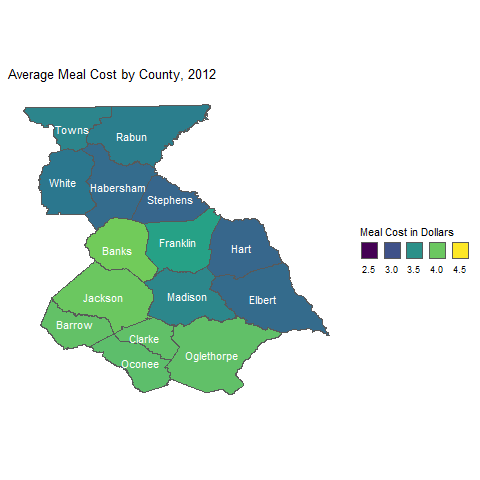 Average Meal Cost by County, 2012
Towns
Rabun
White
Habersham
Stephens
Banks
Franklin
Hart
Jackson
Madison
Elbert
Barrow
Clarke
Oconee
Oglethorpe
Meal Cost in Dollars
2.5 3.0 3.5 4.0 4.5